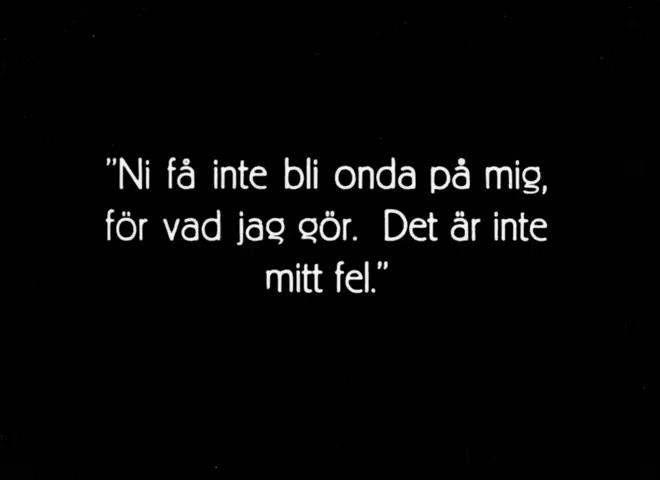 ”Ni få inte bli onda på mig,
för vad jag gör. Det är inte
mitt fel.”